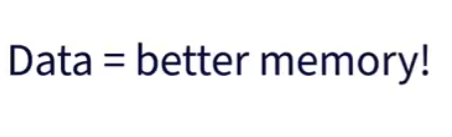 Data = better memory!